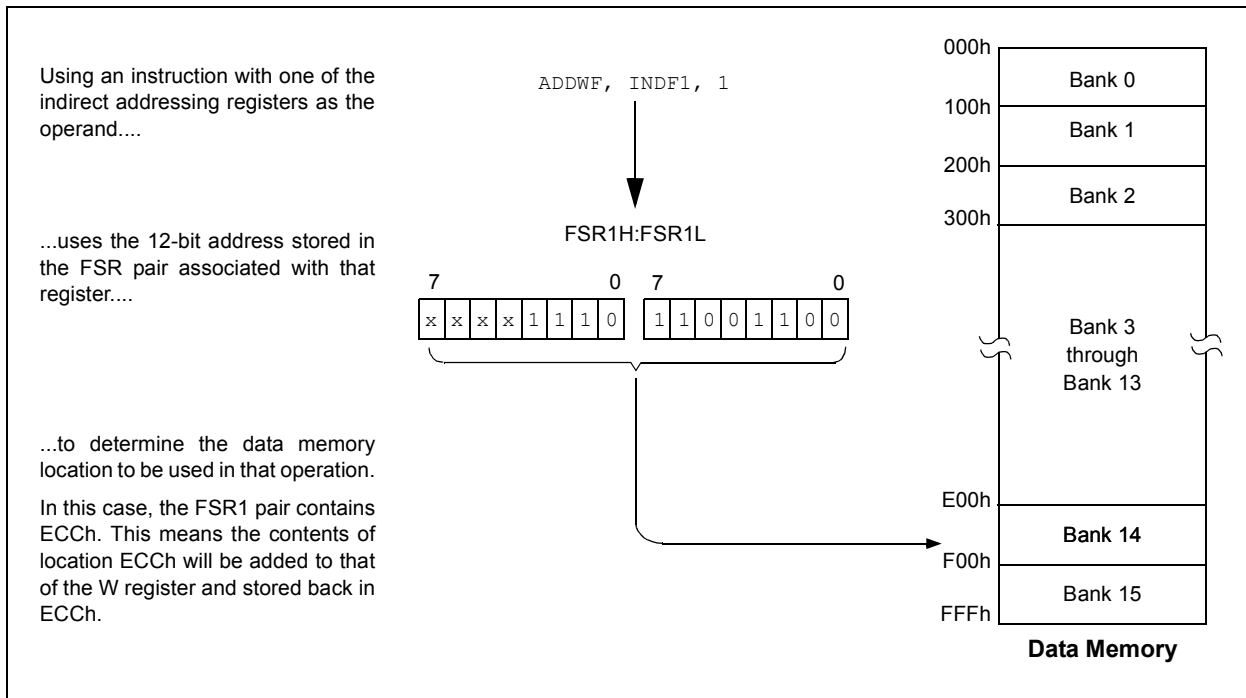 Using an instruction with one of the
indirect addressing registers as the
operand....
ADDWF, INDF1, 1
...uses the 12-bit address stored in
the FSR pair associated with that
register....
FSR1H:FSR1L
7 0 7 0
x x x x 1 1 1 0 1 1 0 0 1 1 0 0
...to determine the data memory
location to be used in that operation.
In this case, the FSR1 pair contains
ECCh. This means the contents of
location ECCh will be added to that
of the W register and stored back in
ECCh.
000h
Bank 0
100h
Bank 1
200h
Bank 2
300h
Bank 3
through
Bank 13
E00h
Bank 14
F00h
Bank 15
FFFh
Data Memory